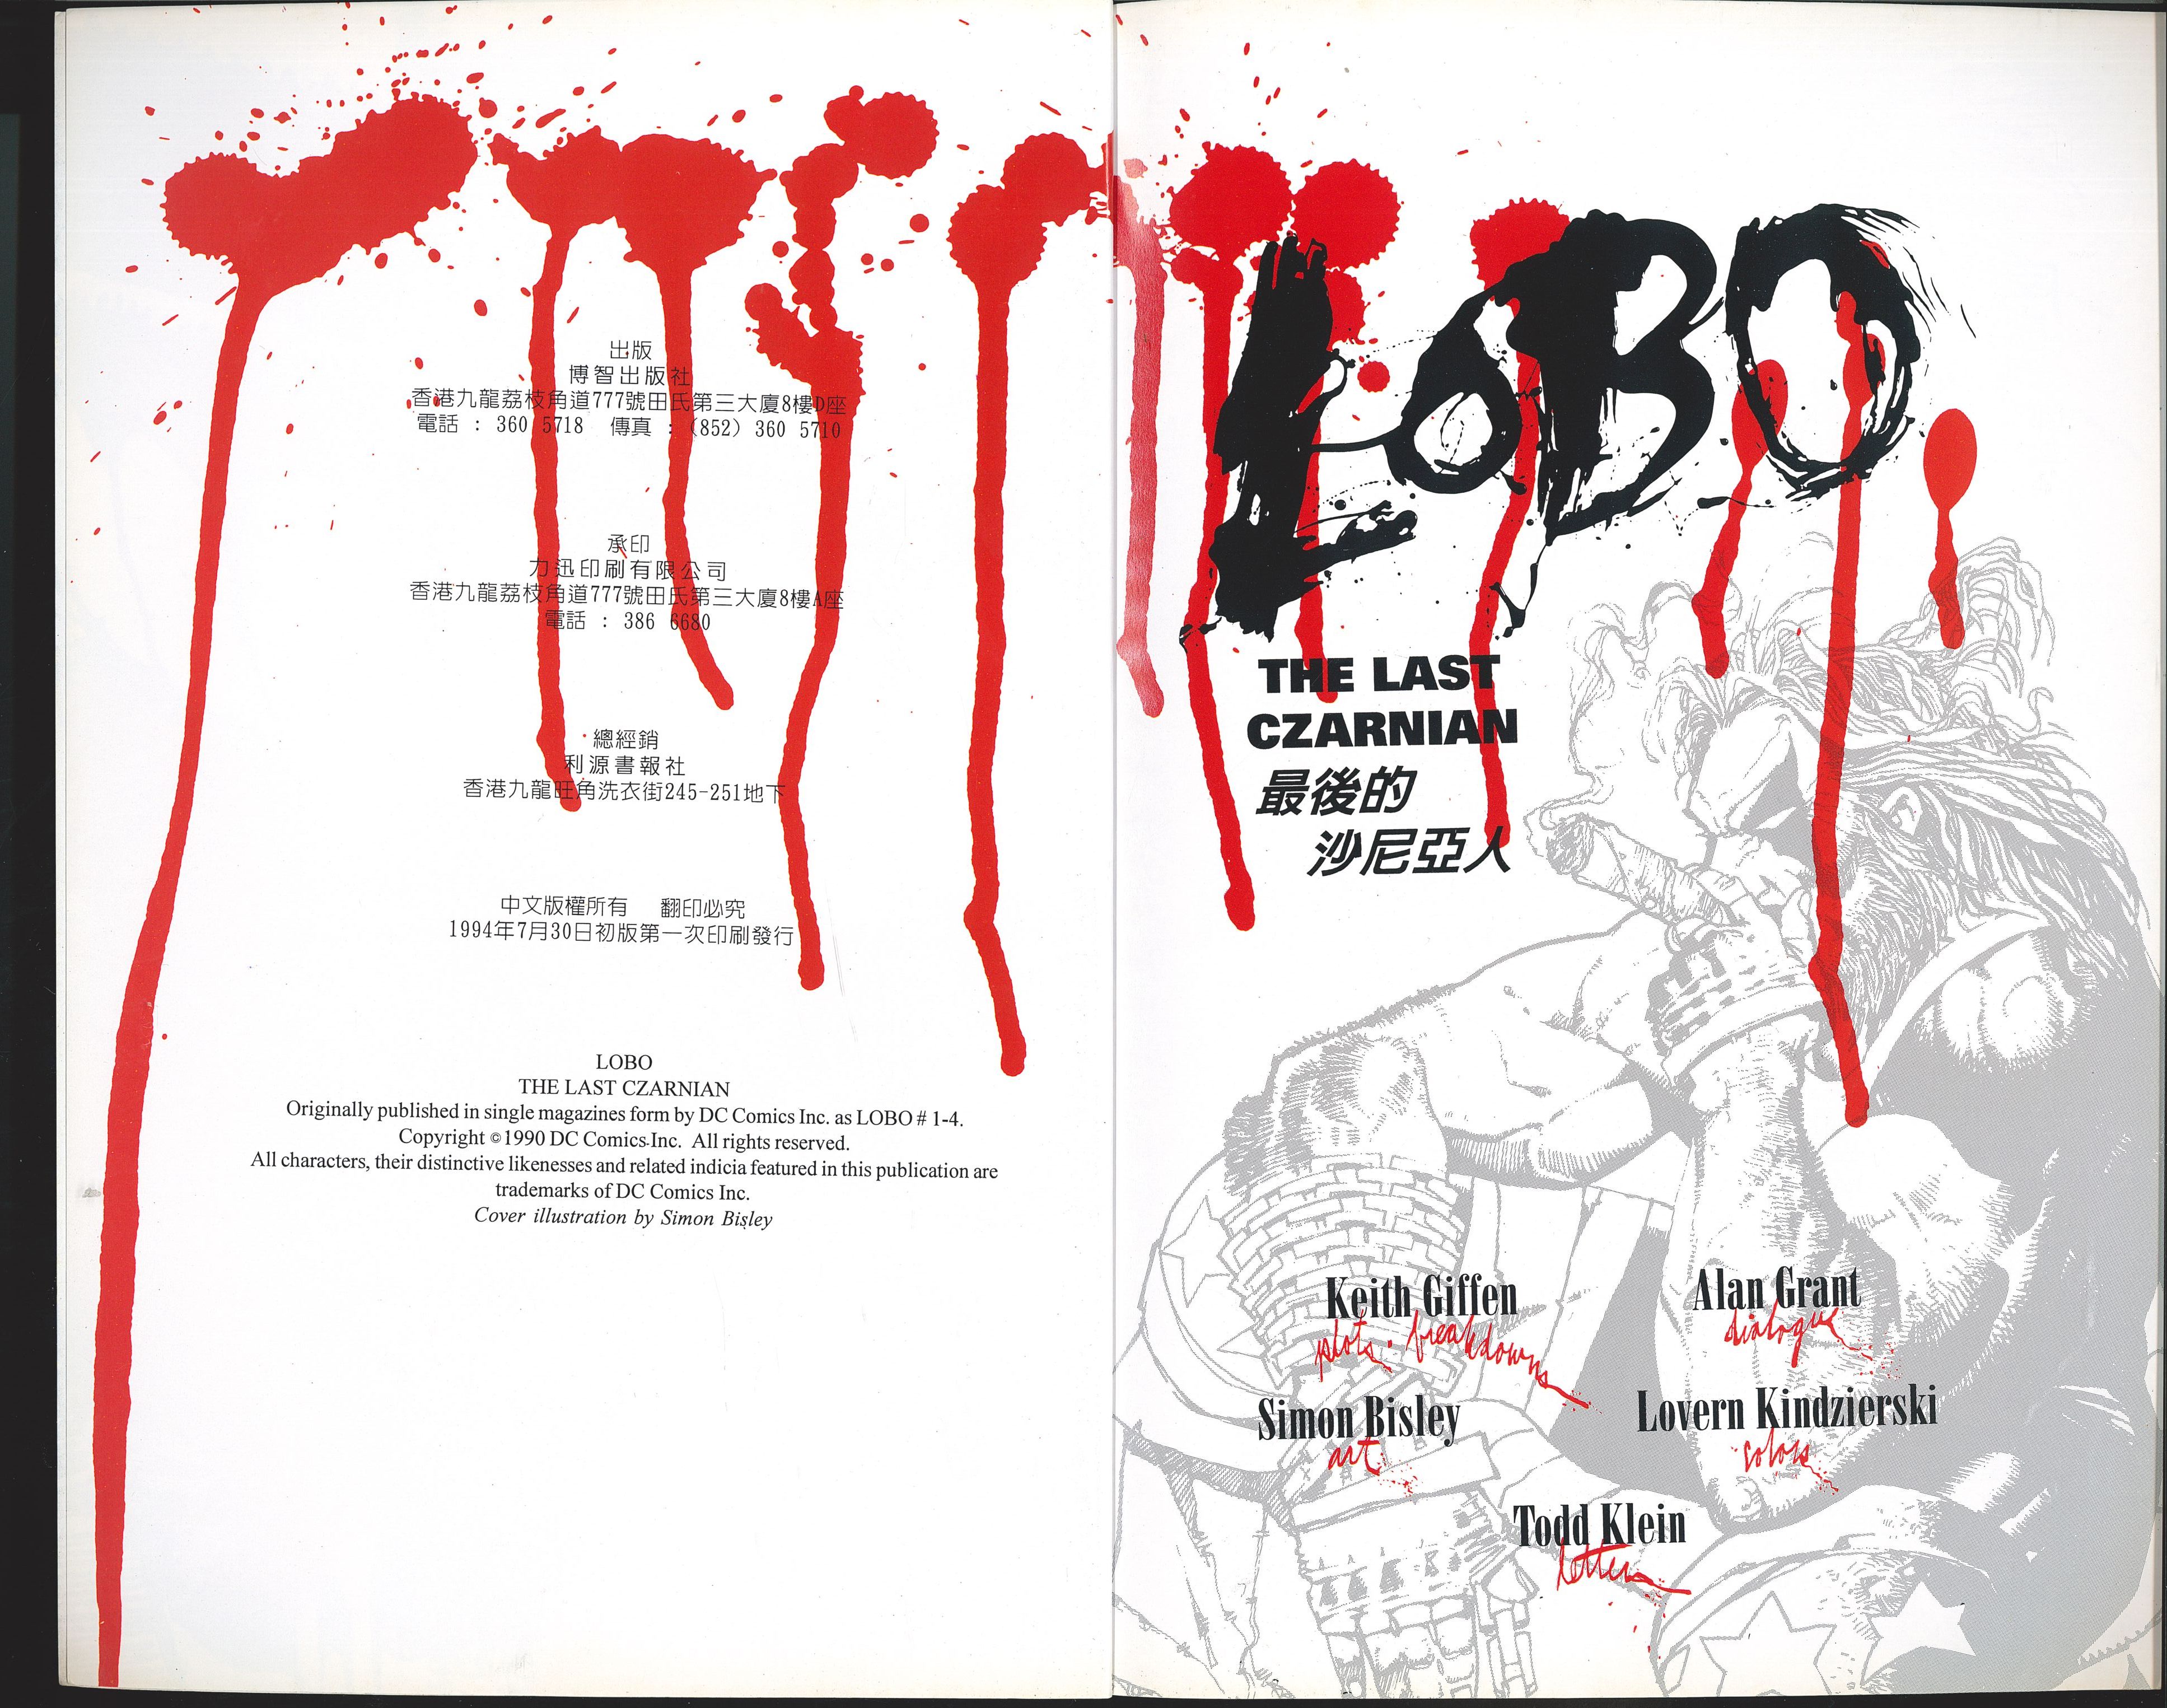 出版
博智出版社
香港九龍荔枝角道777號田氏第三大廈8樓D座
電話 : 360 5718 傳真 : (852) 360 5710
承印
力迅印刷有限公司
香港九龍荔枝角道777號田氏第三大廈8樓A座
電話 : 386 6680
總經銷
利源書報社
香港九龍旺角洗衣街245-251地下
中文版權所有 翻印必究
1994年7月30日初版第一次印刷發行
LOBO
THE LAST CZARNIAN
Originally published in single magazines form by DC Comics Inc. as LOBO # 1-4.
Copyright © 1990 DC Comics Inc. All rights reserved.
All characters, their distinctive likenesses and related indicia featured in this publication are
trademarks of DC Comics Inc.
Cover illustration by Simon Bisley
LOBO
THE LAST
CZARNIAN
最後的
沙尼亞人
Keith Giffen
plots · breakdowns
Alan Grant
dialogue
Simon Bisley
art
Lovern Kindzierski
colors
Todd Klein
letters